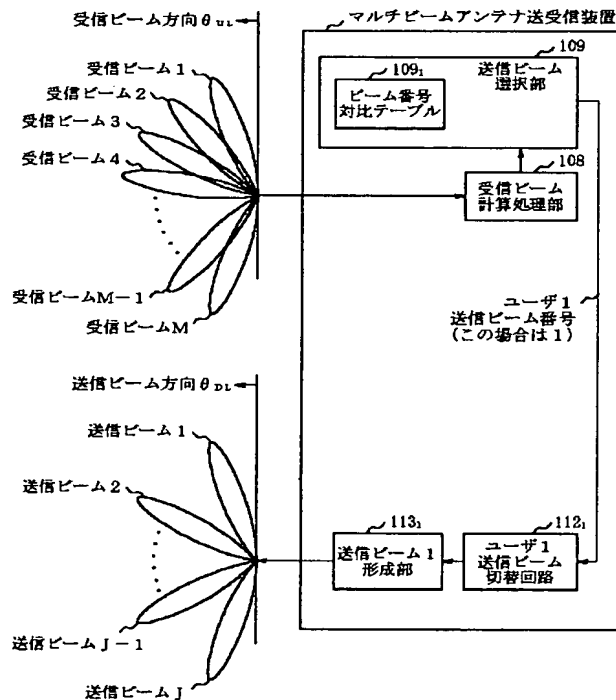 受信ビーム方向θUL
マルチビームアンテナ送受信装置
受信ビーム1
受信ビーム2
受信ビーム3
受信ビーム4
受信ビームM-1
受信ビームM
109
送信ビーム
選択部
109₁
ビーム番号
対比テーブル
108
受信ビーム
計算処理部
ユーザ1
送信ビーム番号
(この場合は1)
送信ビーム方向θDL
送信ビーム1
送信ビーム2
送信ビームJ-1
送信ビームJ
113₁
送信ビーム1
形成部
112₁
ユーザ1
送信ビーム
切替回路